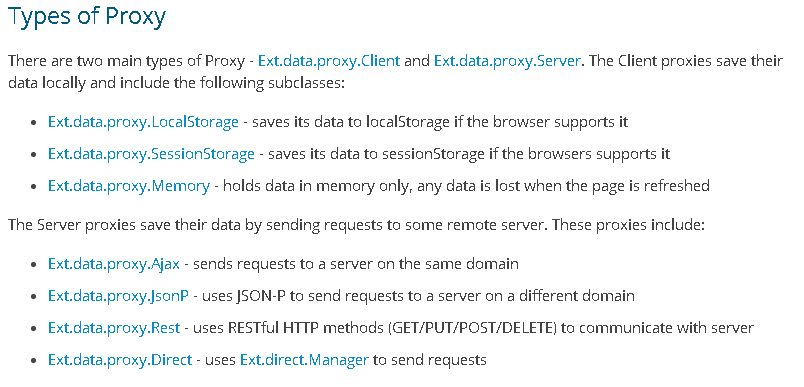 Types of Proxy
There are two main types of Proxy - Ext.data.proxy.Client and Ext.data.proxy.Server. The Client proxies save their
data locally and include the following subclasses:
• Ext.data.proxy.LocalStorage - saves its data to localStorage if the browser supports it
• Ext.data.proxy.SessionStorage - saves its data to sessionStorage if the browsers supports it
• Ext.data.proxy.Memory - holds data in memory only, any data is lost when the page is refreshed
The Server proxies save their data by sending requests to some remote server. These proxies include:
• Ext.data.proxy.Ajax - sends requests to a server on the same domain
• Ext.data.proxy.JsonP - uses JSON-P to send requests to a server on a different domain
• Ext.data.proxy.Rest - uses RESTful HTTP methods (GET/PUT/POST/DELETE) to communicate with server
• Ext.data.proxy.Direct - uses Ext.direct.Manager to send requests